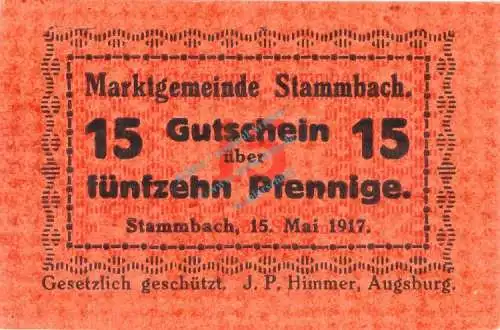 Marktgemeinde Stammbach.
15 Gutschein 15
über
fünfzehn Pfennige.
Stammbach, 15. Mai 1917.
Gesetzlich geschützt. J. P. Himmer, Augsburg.